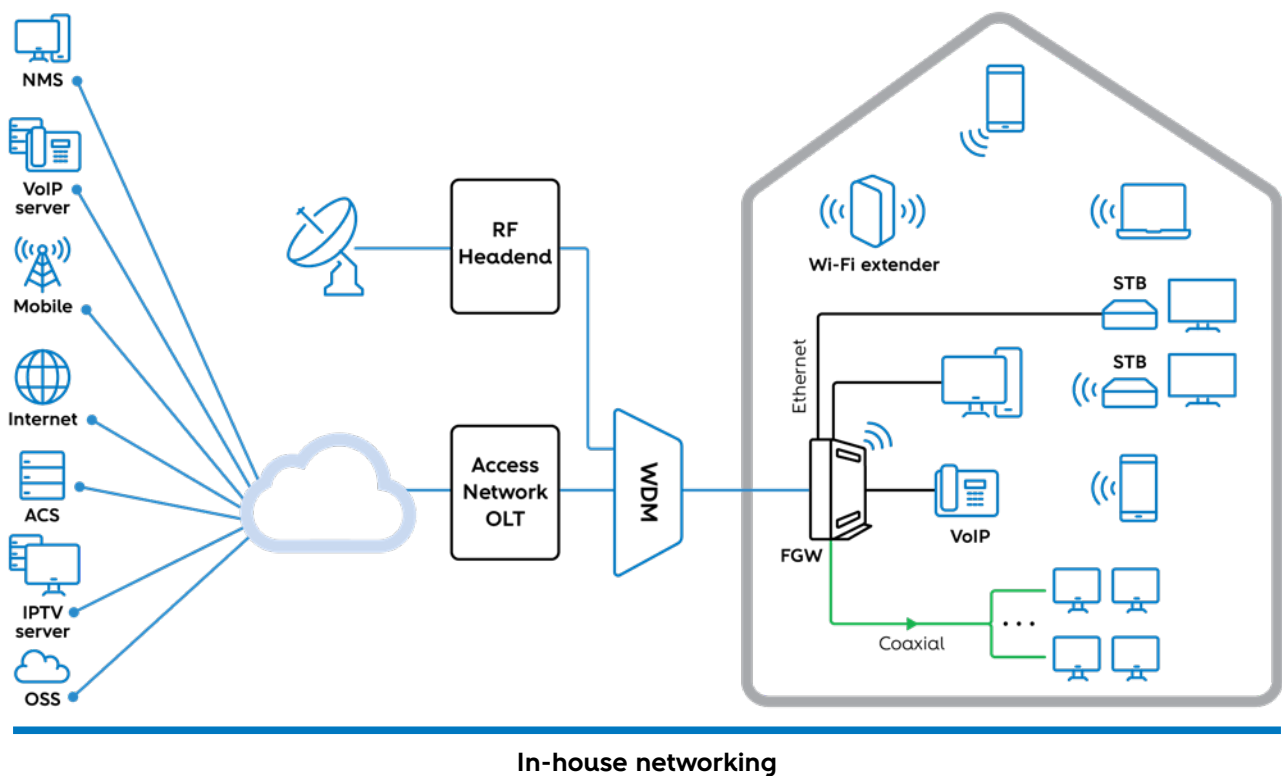 NMS
VoIP
server
Mobile
Internet
ACS
IPTV
server
OSS
RF
Headend
Access
Network
OLT
WDM
Wi-Fi extender
STB
STB
Ethernet
VoIP
FGW
Coaxial
In-house networking